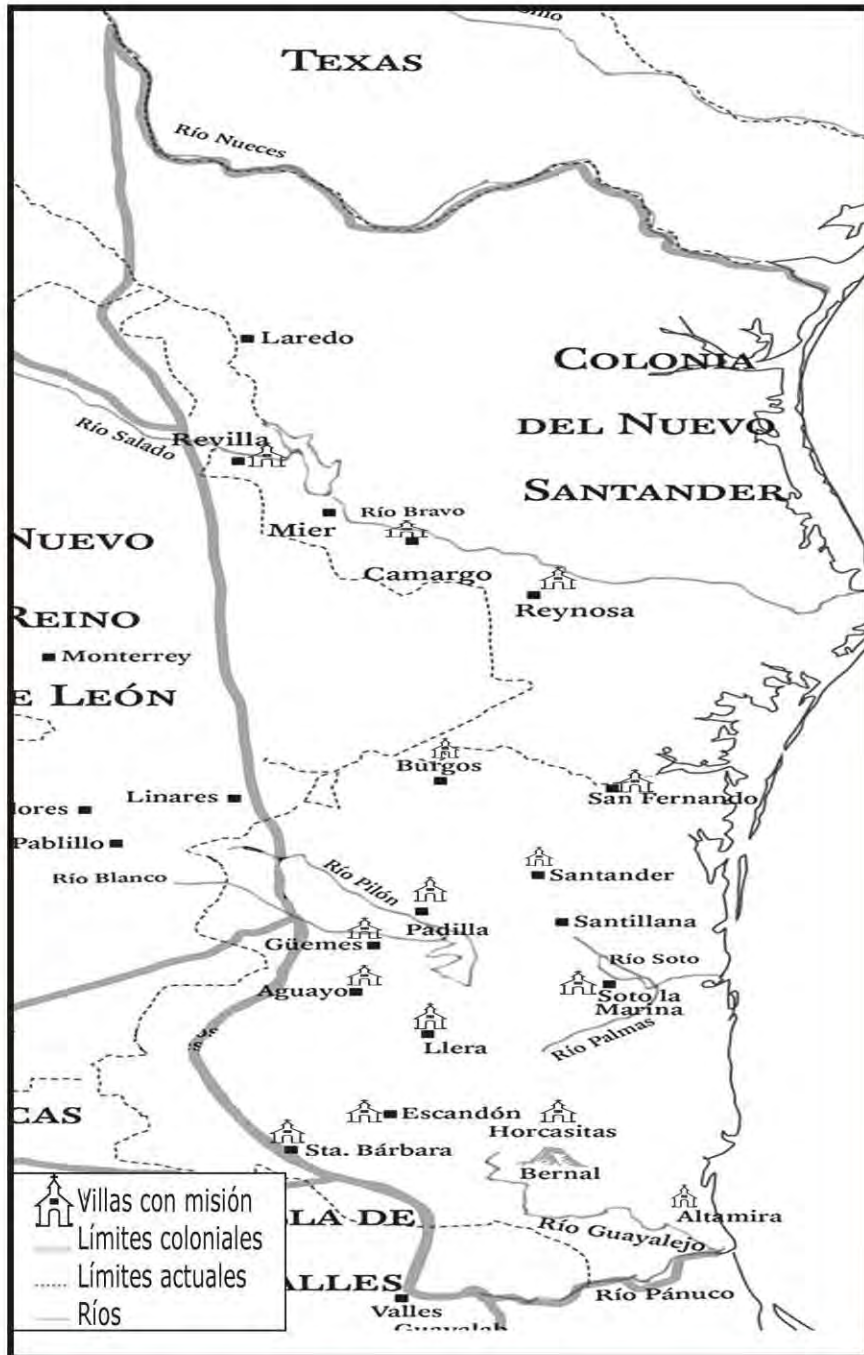 TEXAS
Río Nueces
Laredo
COLONIA
DEL NUEVO
SANTANDER
Río Salado
Revilla
Mier
Río Bravo
Camargo
Reynosa
NUEVO
REINO
E LEÓN
Monterrey
Burgos
San Fernando
Linares
lores
Pablillo
Río Blanco
Río Pilón
Padilla
Santander
Santillana
Güemes
Río Soto
Aguayo
Soto la
Marina
Río Palmas
Llera
CAS
Escandón
Horcasitas
Sta. Bárbara
Bernal
Altamira
Río Guayalejo
LA DE
ALLES
Río Pánuco
Valles
Villas con misión
Límites coloniales
Límites actuales
Ríos